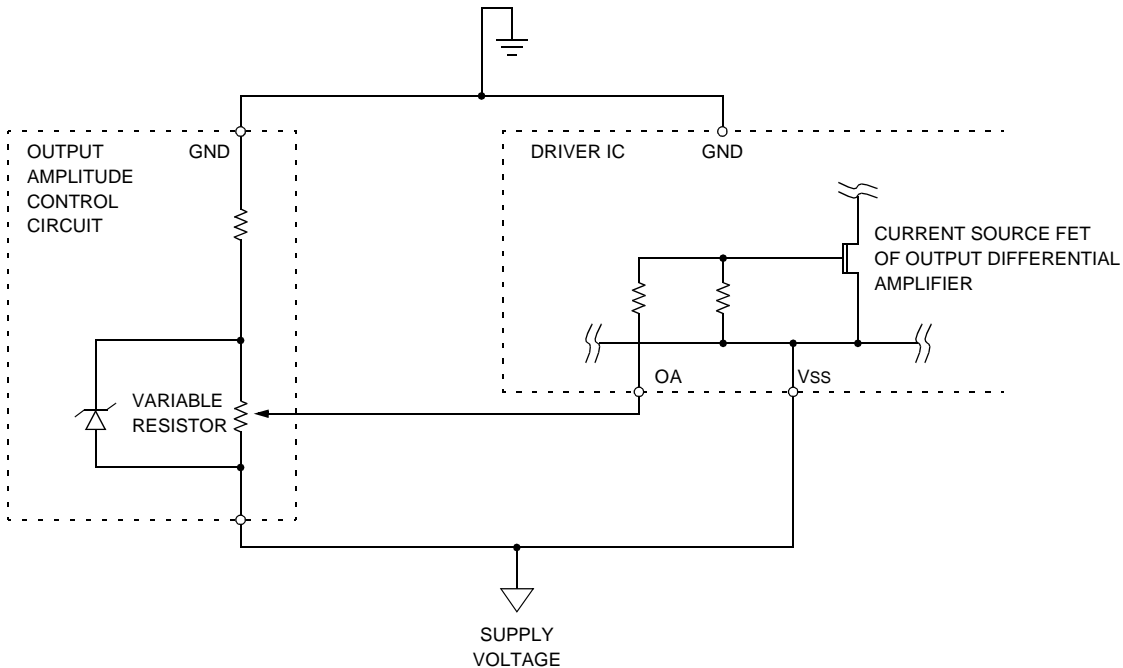 OUTPUT
AMPLITUDE
CONTROL
CIRCUIT
GND
DRIVER IC
GND
CURRENT SOURCE FET
OF OUTPUT DIFFERENTIAL
AMPLIFIER
OA
VSS
VARIABLE
RESISTOR
SUPPLY
VOLTAGE